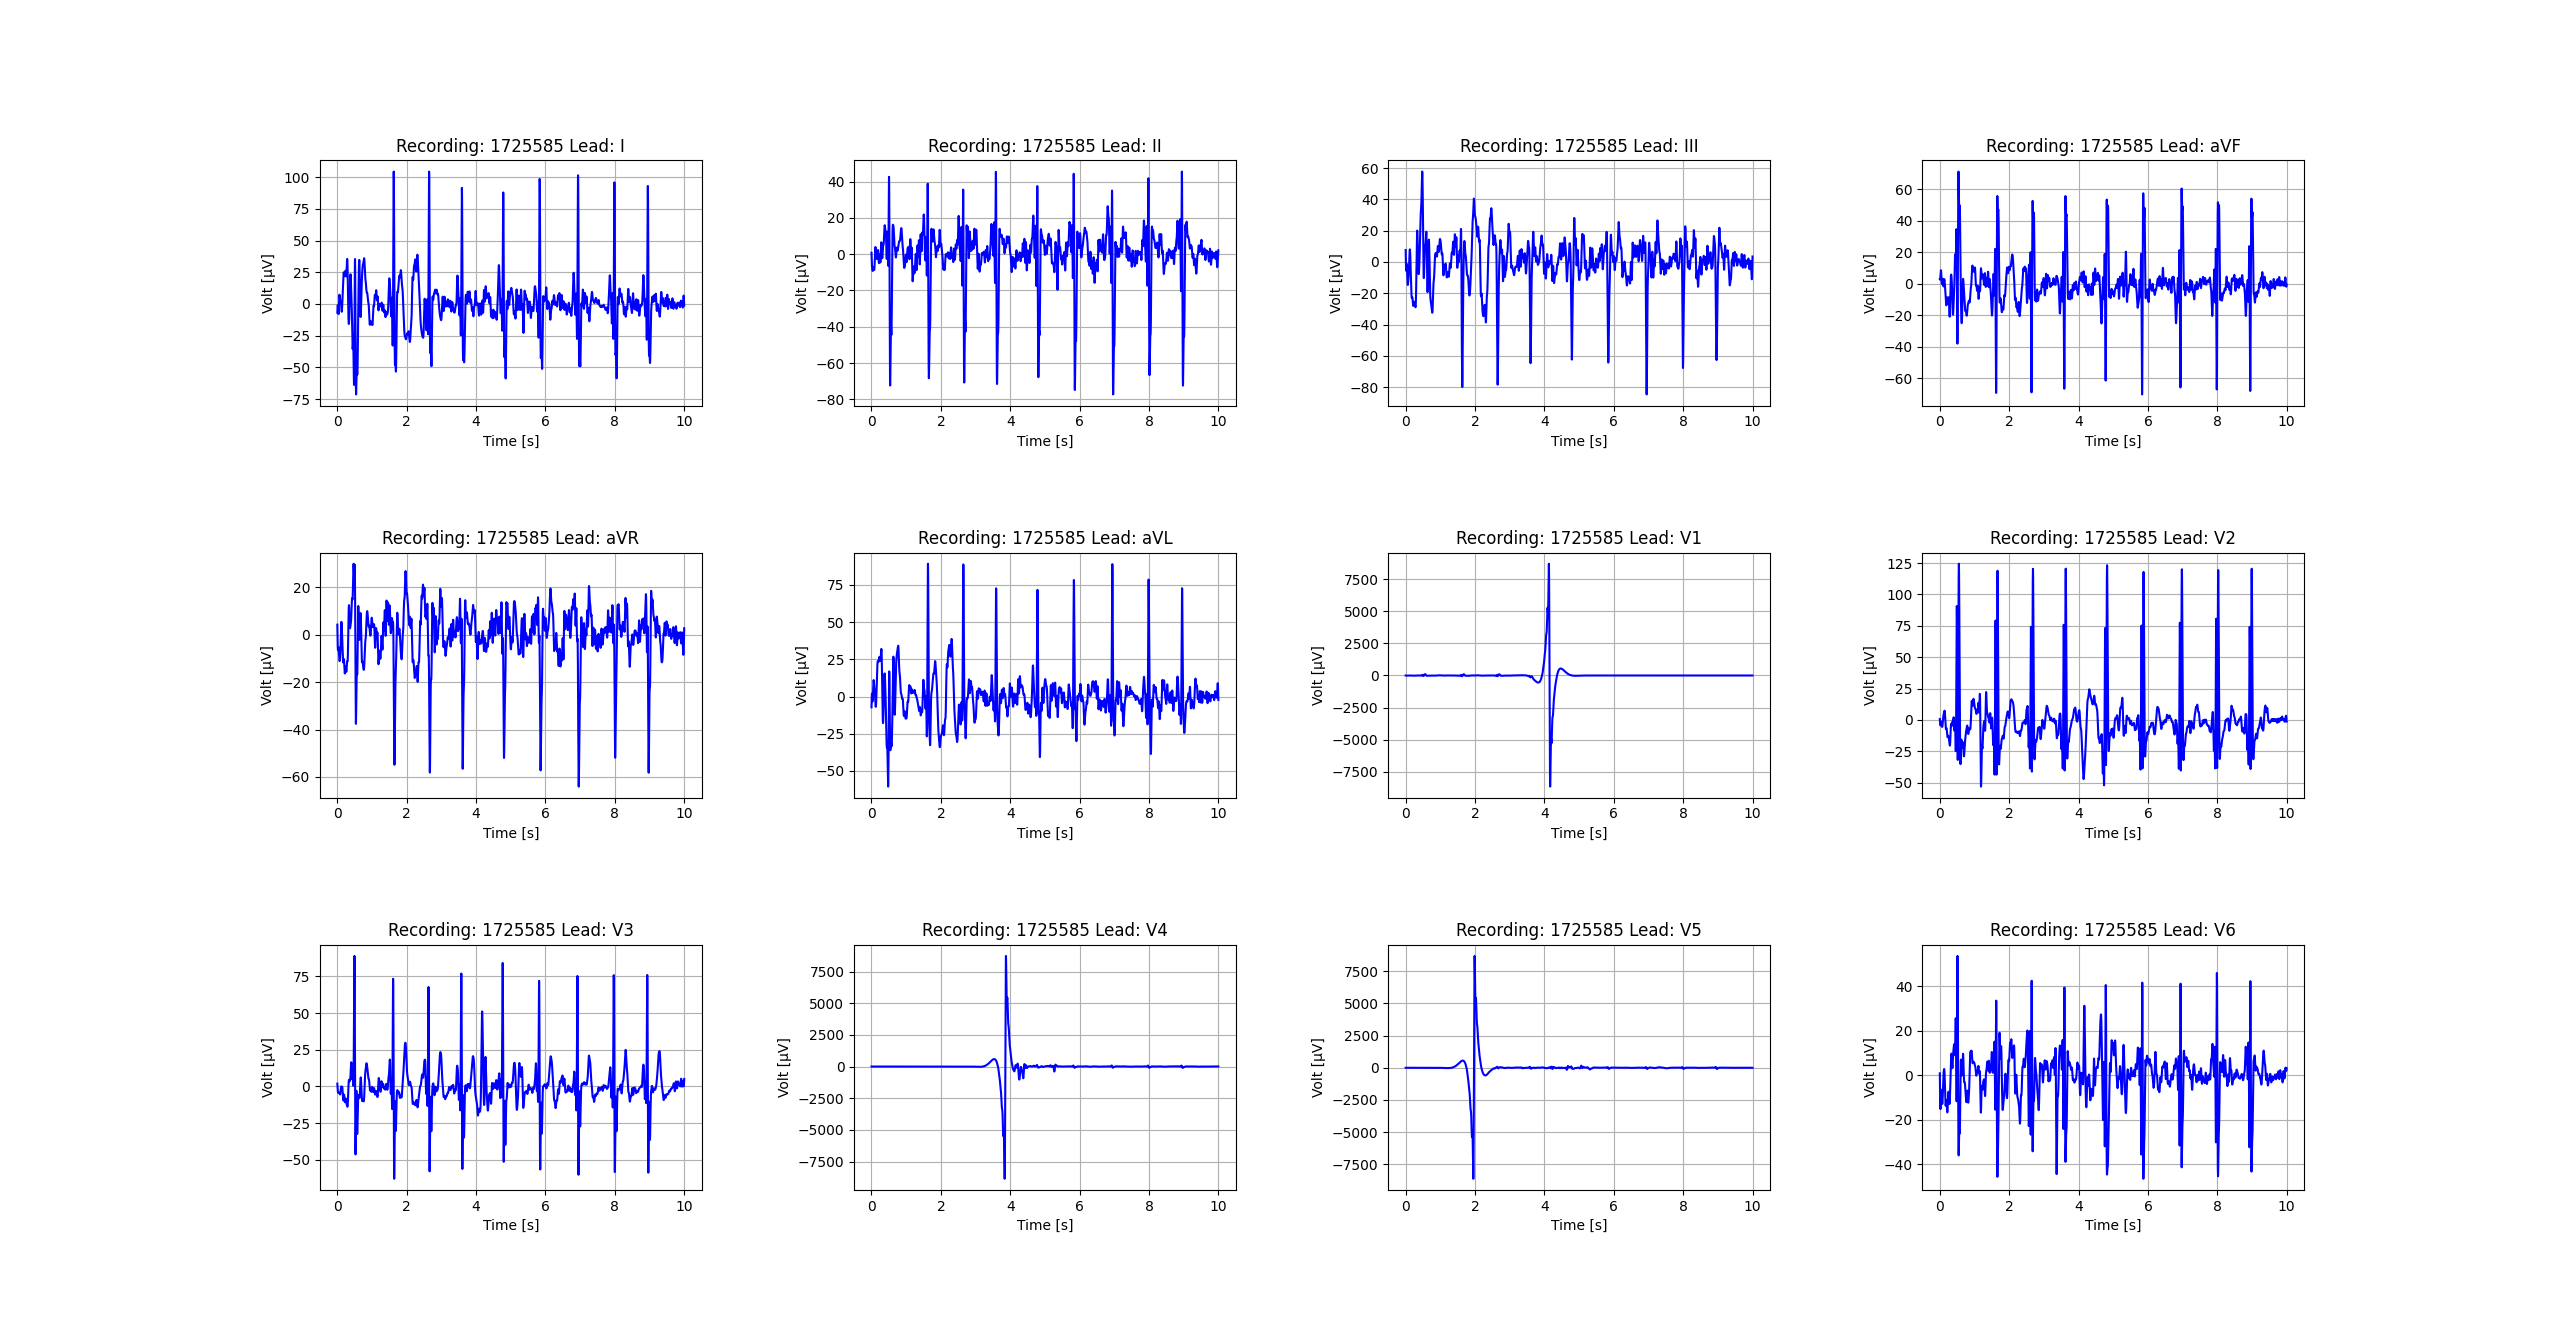 Recording: 1725585 Lead: I
100
75
50
25
0
−25
−50
−75
Volt [µV]
0 2 4 6 8 10
Time [s]
Recording: 1725585 Lead: II
40
20
0
−20
−40
−60
−80
Volt [µV]
0 2 4 6 8 10
Time [s]
Recording: 1725585 Lead: III
60
40
20
0
−20
−40
−60
−80
Volt [µV]
0 2 4 6 8 10
Time [s]
Recording: 1725585 Lead: aVF
60
40
20
0
−20
−40
−60
Volt [µV]
0 2 4 6 8 10
Time [s]
Recording: 1725585 Lead: aVR
20
0
−20
−40
−60
Volt [µV]
0 2 4 6 8 10
Time [s]
Recording: 1725585 Lead: aVL
75
50
25
0
−25
−50
Volt [µV]
0 2 4 6 8 10
Time [s]
Recording: 1725585 Lead: V1
7500
5000
2500
0
−2500
−5000
−7500
Volt [µV]
0 2 4 6 8 10
Time [s]
Recording: 1725585 Lead: V2
125
100
75
50
25
0
−25
−50
Volt [µV]
0 2 4 6 8 10
Time [s]
Recording: 1725585 Lead: V3
75
50
25
0
−25
−50
Volt [µV]
0 2 4 6 8 10
Time [s]
Recording: 1725585 Lead: V4
7500
5000
2500
0
−2500
−5000
−7500
Volt [µV]
0 2 4 6 8 10
Time [s]
Recording: 1725585 Lead: V5
7500
5000
2500
0
−2500
−5000
−7500
Volt [µV]
0 2 4 6 8 10
Time [s]
Recording: 1725585 Lead: V6
40
20
0
−20
−40
Volt [µV]
0 2 4 6 8 10
Time [s]